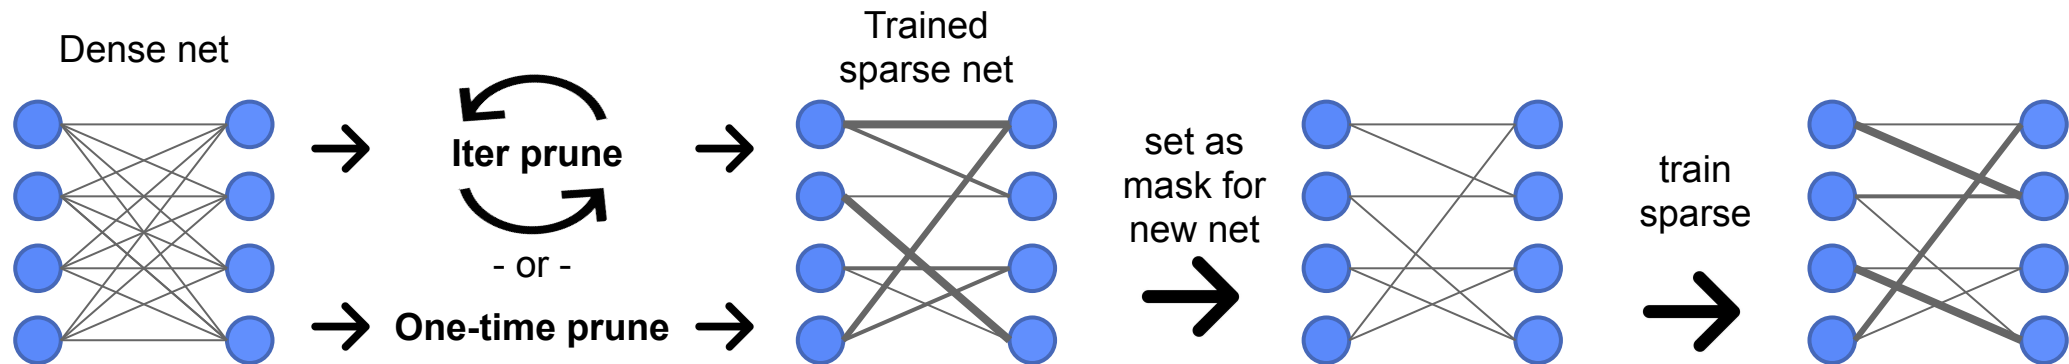 Dense net
Iter prune
- or -
One-time prune
Trained
sparse net
set as
mask for
new net
train
sparse